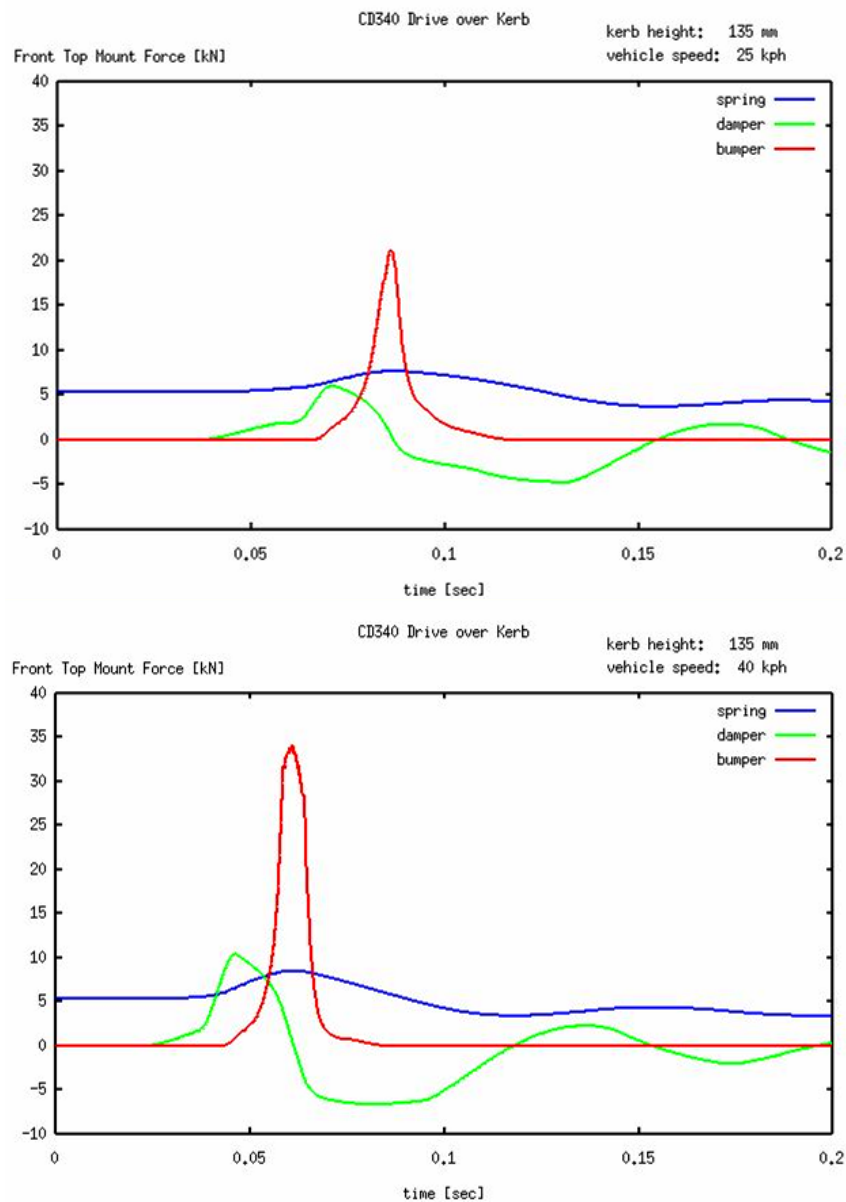 CD340 Drive over Kerb
kerb height: 135 mm
Front Top Mount Force [kN]
vehicle speed: 25 kph
40
35
30
25
20
15
10
5
0
-5
-10
spring
damper
bumper
0
0.05
0.1
0.15
0.2
time [sec]
CD340 Drive over Kerb
kerb height: 135 mm
Front Top Mount Force [kN]
vehicle speed: 40 kph
40
35
30
25
20
15
10
5
0
-5
-10
spring
damper
bumper
0
0.05
0.1
0.15
0.2
time [sec]